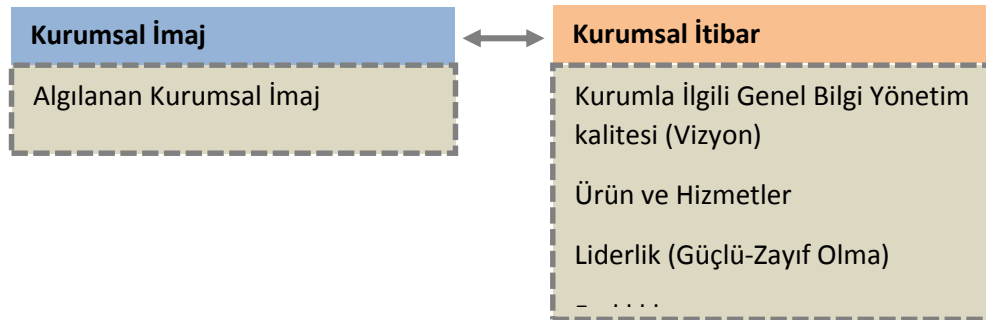 Kurumsal İmaj
Algılanan Kurumsal İmaj
Kurumsal İtibar
Kurumla İlgili Genel Bilgi Yönetim
kalitesi (Vizyon)
Ürün ve Hizmetler
Liderlik (Güçlü-Zayıf Olma)